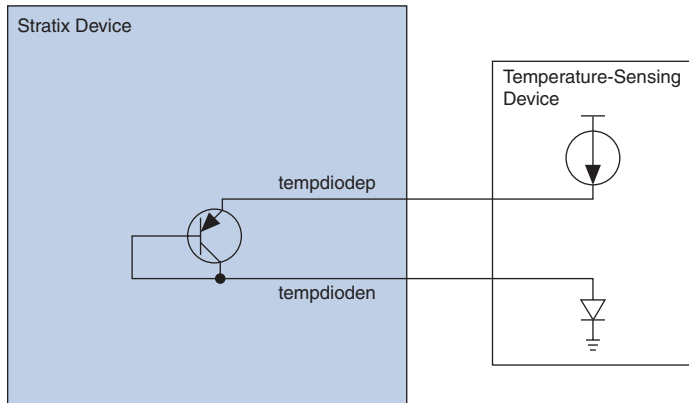 Stratix Device
Temperature-Sensing
Device
tempdiodep
tempdioden